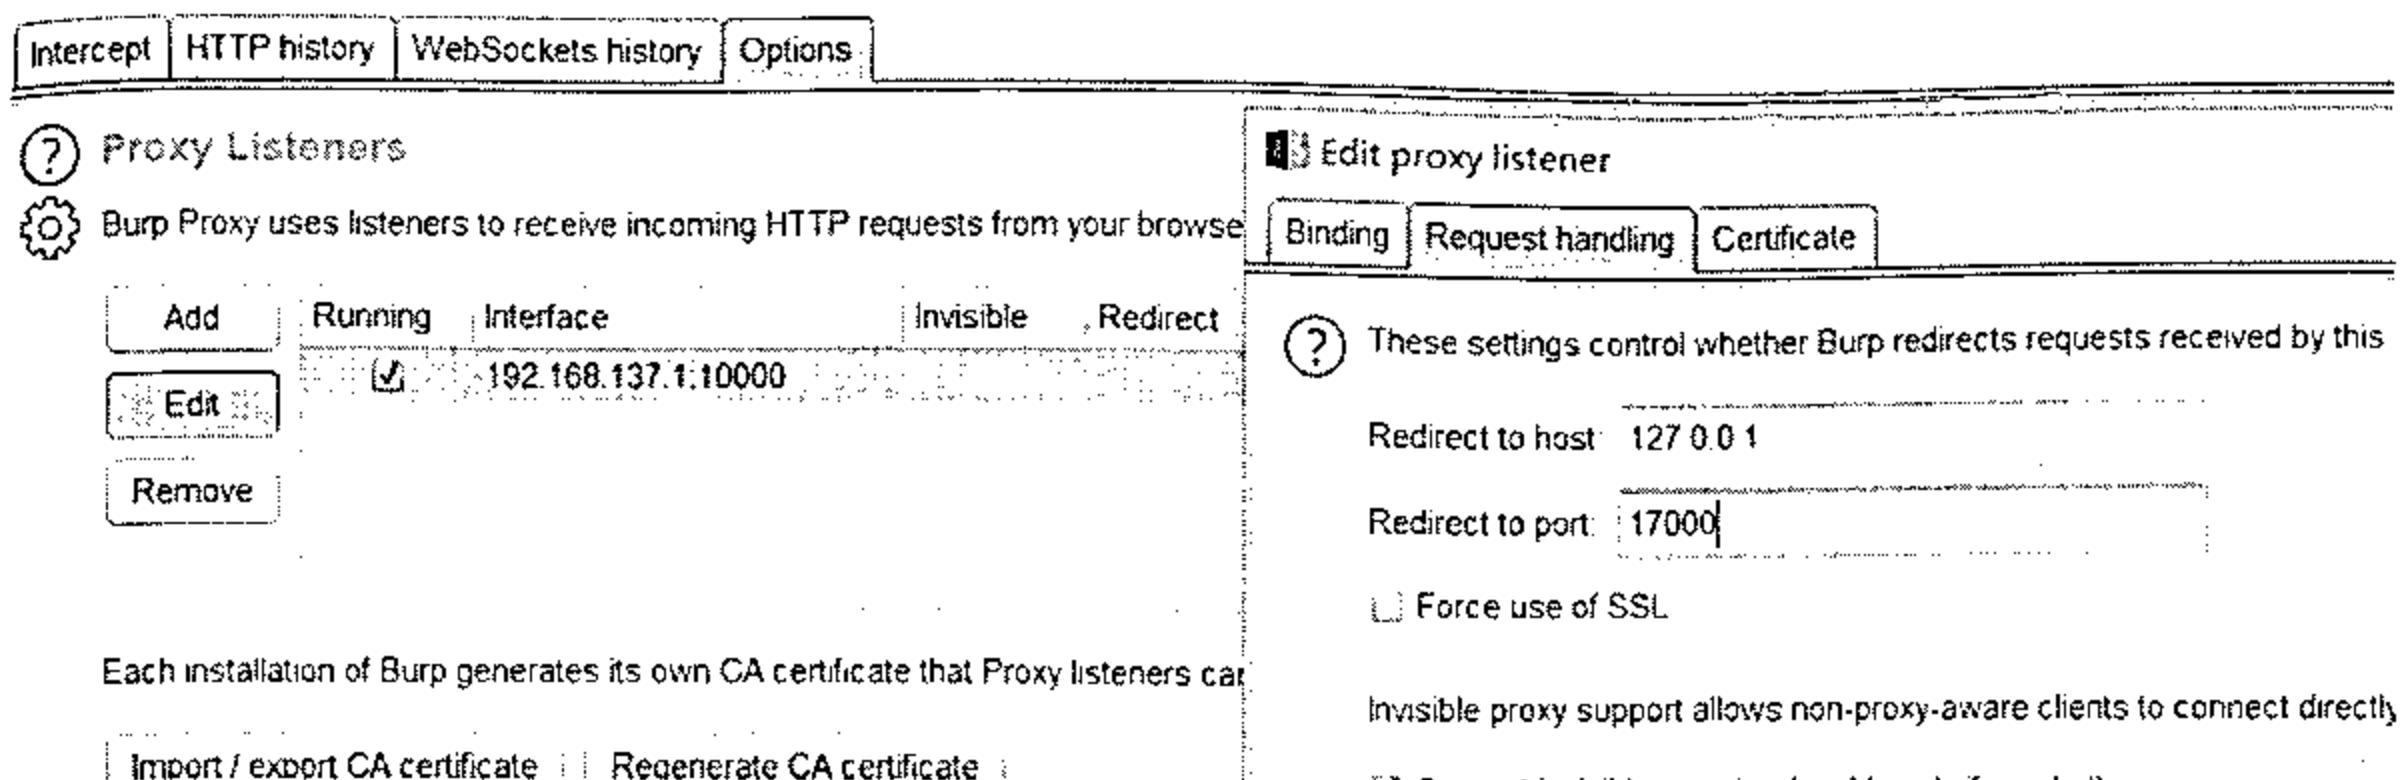 Intercept HTTP history WebSockets history Options
Proxy Listeners
Burp Proxy uses listeners to receive incoming HTTP requests from your browse
Add Running Interface Invisible Redirect
192.168.137.1:10000
Edit
Remove
Each installation of Burp generates its own CA certificate that Proxy listeners car
Import / export CA certificate Regenerate CA certificate
Edit proxy listener
Binding Request handling Certificate
These settings control whether Burp redirects requests received by this
Redirect to host: 127.0.0.1
Redirect to port: 17000
Force use of SSL
Invisible proxy support allows non-proxy-aware clients to connect directly